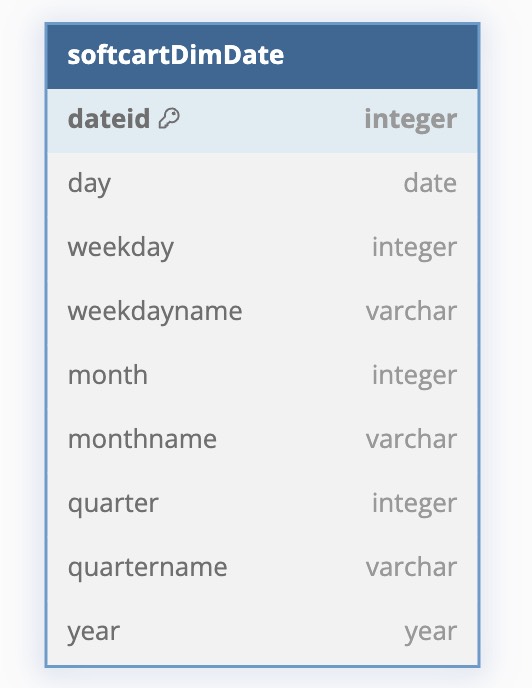 softcartDimDate
dateid integer
day date
weekday integer
weekdayname varchar
month integer
monthname varchar
quarter integer
quartername varchar
year year